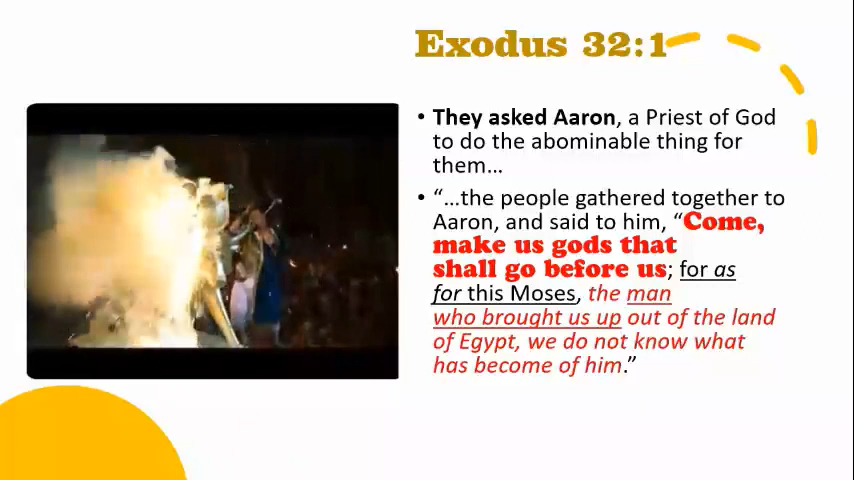 Exodus 32:1
• They asked Aaron, a Priest of God
to do the abominable thing for
them...
• “...the people gathered together to
Aaron, and said to him, “Come,
make us gods that
shall go before us; for as
for this Moses, the man
who brought us up out of the land
of Egypt, we do not know what
has become of him.”